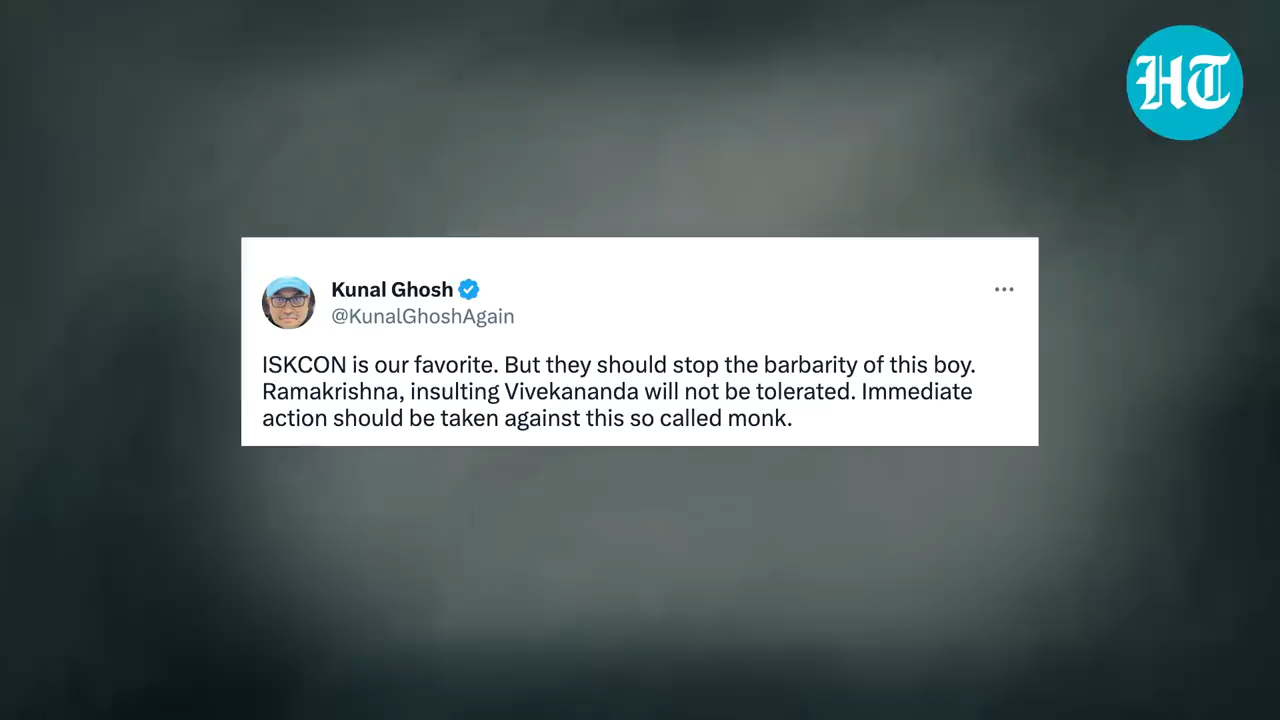 HT
Kunal Ghosh
@KunalGhoshAgain
ISKCON is our favorite. But they should stop the barbarity of this boy.
Ramakrishna, insulting Vivekananda will not be tolerated. Immediate
action should be taken against this so called monk.